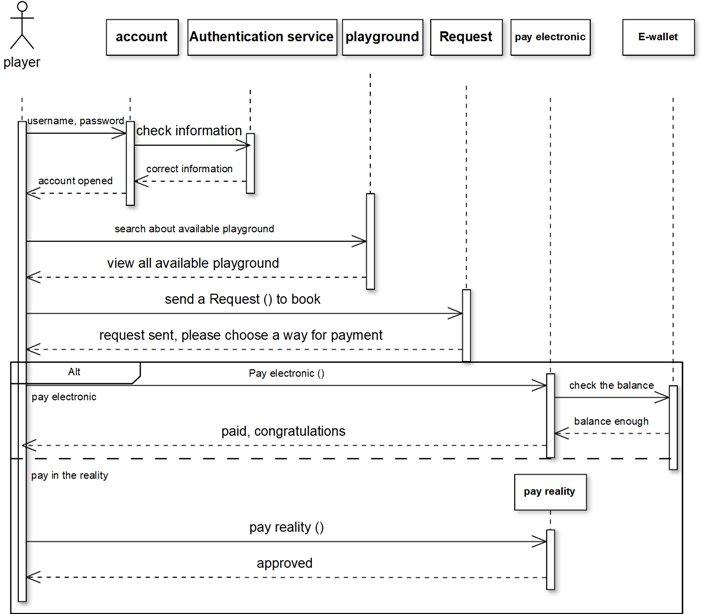 player
account
Authentication service
playground
Request
pay electronic
E-wallet
username, password
check information
correct information
account opened
search about available playground
view all available playground
send a Request () to book
request sent, please choose a way for payment
Alt
Pay electronic ()
check the balance
pay electronic
balance enough
paid, congratulations
pay in the reality
pay reality
pay reality ()
approved